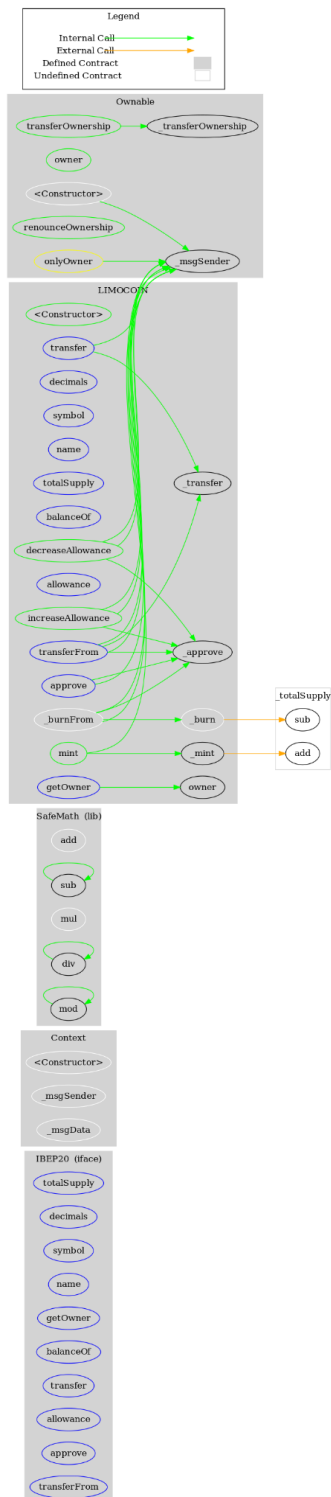 Legend
Internal Call
External Call
Defined Contract
Undefined Contract
Ownable
transferOwnership
_transferOwnership
owner
<Constructor>
renounceOwnership
onlyOwner
_msgSender
LIMOCOIN
<Constructor>
transfer
decimals
symbol
name
totalSupply
_transfer
balanceOf
decreaseAllowance
allowance
increaseAllowance
transferFrom
_approve
approve
_totalSupply
_burnFrom
_burn
sub
mint
_mint
add
getOwner
owner
SafeMath (lib)
add
sub
mul
div
mod
Context
<Constructor>
_msgSender
_msgData
IBEP20 (iface)
totalSupply
decimals
symbol
name
getOwner
balanceOf
transfer
allowance
approve
transferFrom